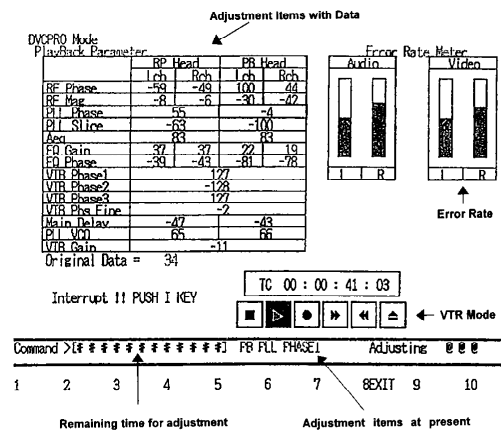 Adjustment Items with Data
DVCPRO Mode
PlayBack Parameter
Error Rate Meter
RP Head PB Head
Lch Rch Lch Rch
RF Phase -59 -49 100 44
RF Mag -8 -6 -30 -42
PLL Phase 55 -4
PLL Slice -63 -100
Aeq 83 83
EQ Gain 37 37 22 19
EQ Phase -39 -43 -81 -78
VTR Phase1 127
VTR Phase2 -128
VTR Phase3 127
VTR Phs Fine -2
Main Delay -47 -43
PLL VCO 65 66
VTR Gain -11
Original Data = 34
Audio Video
L R L R
Error Rate
Interrupt !! PUSH I KEY
TC 00 : 00 : 41 : 03
VTR Mode
Command >[# # # # # # # # # # # #] PB PLL PHASE1 Adjusting @ @ @
1 2 3 4 5 6 7 8EXIT 9 10
Remaining time for adjustment
Adjustment items at present